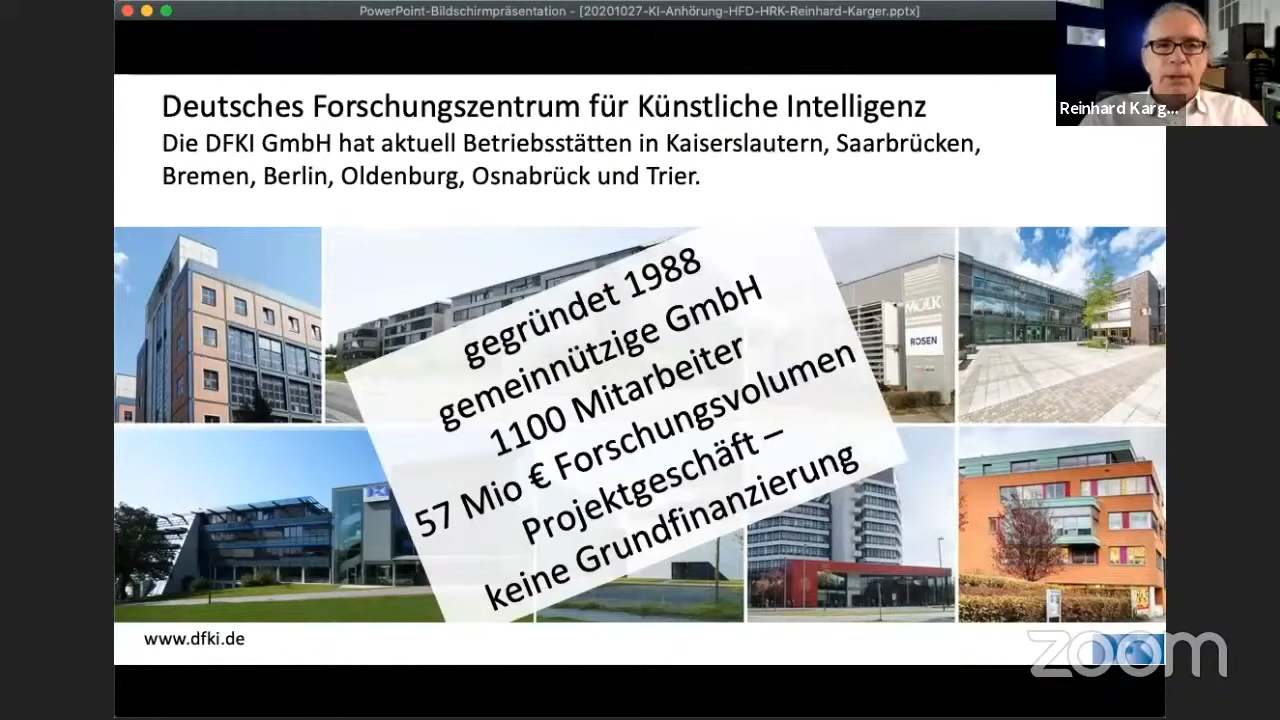 PowerPoint-Bildschirmpräsentation - [20201027-KI-Anhörung-HFD-HRK-Reinhard-Karger.pptx]
Reinhard Karg...
Deutsches Forschungszentrum für Künstliche Intelligenz
Die DFKI GmbH hat aktuell Betriebsstätten in Kaiserslautern, Saarbrücken,
Bremen, Berlin, Oldenburg, Osnabrück und Trier.
gegründet 1988
gemeinnützige GmbH
1100 Mitarbeiter
57 Mio € Forschungsvolumen
Projektgeschäft –
keine Grundfinanzierung
ROSEN
www.dfki.de
zoom